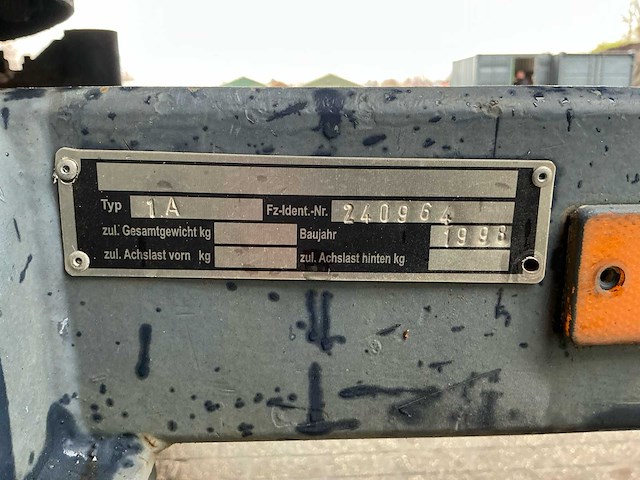 Typ 1A Fz-Ident.-Nr. 240964
zul. Gesamtgewicht kg Baujahr 1998
zul. Achslast vorn kg zul. Achslast hinten kg